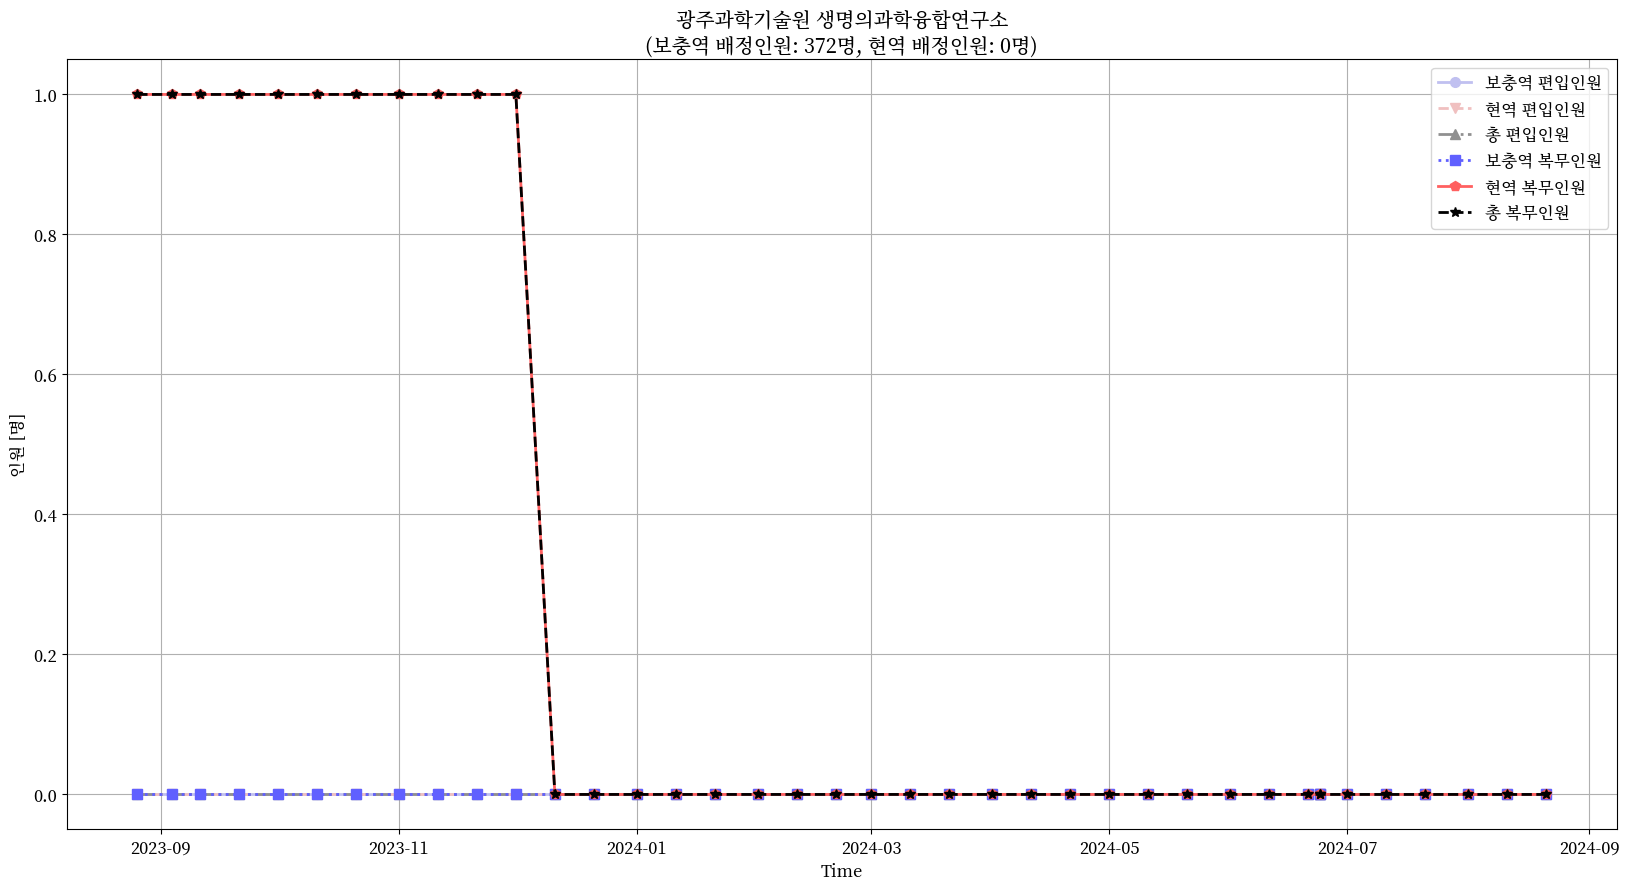 광주과학기술원 생명의과학융합연구소
(보충역 배정인원: 372명, 현역 배정인원: 0명)
보충역 편입인원
현역 편입인원
총 편입인원
보충역 복무인원
현역 복무인원
총 복무인원
인원 [명]
1.0
0.8
0.6
0.4
0.2
0.0
2023-09
2023-11
2024-01
2024-03
2024-05
2024-07
2024-09
Time